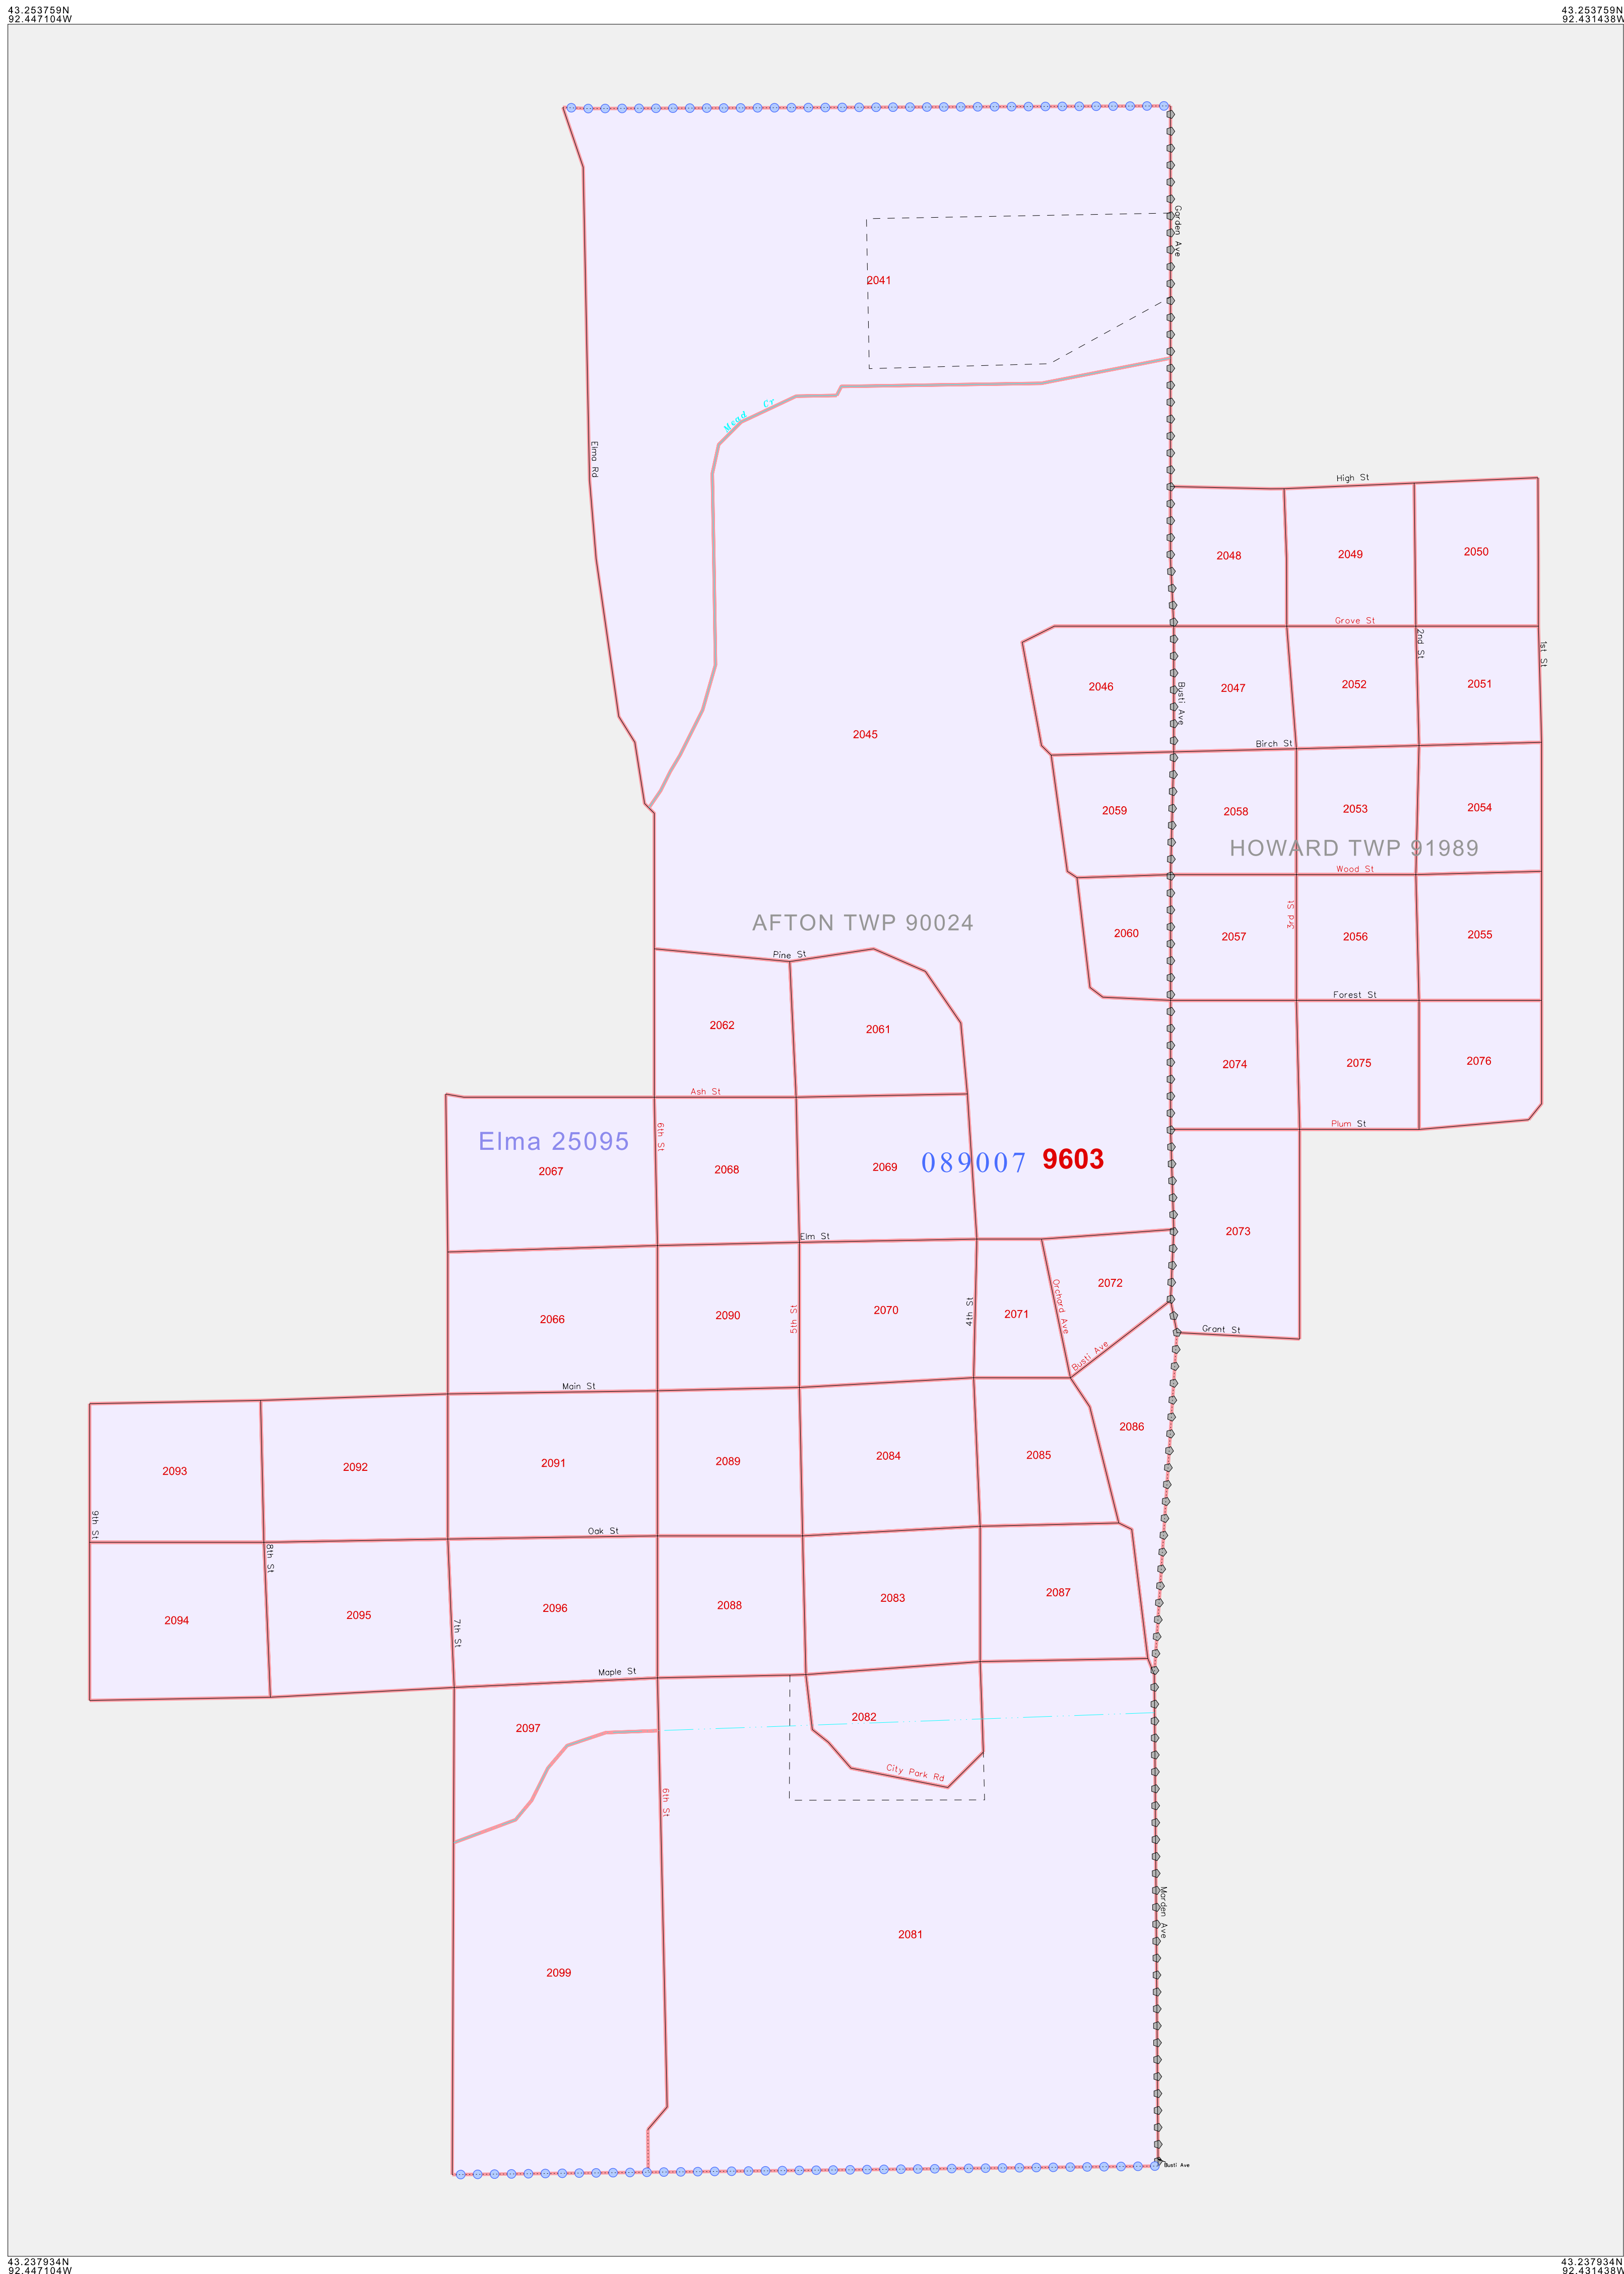 43.253759N
92.447104W
43.253759N
92.431438W
Garden Ave
2041
Mead Cr
Elma Rd
High St
2048
2049
2050
Grove St
2nd St
1st St
2046
Busti Ave
2047
2052
2051
2045
Birch St
2059
2058
2053
2054
HOWARD TWP 91989
Wood St
AFTON TWP 90024
3rd St
2060
2057
2056
2055
Pine St
Forest St
2062
2061
2074
2075
2076
Ash St
Plum St
Elma 25095
6th St
089007 9603
2067
2068
2069
Elm St
2073
2072
Orchard Ave
2066
2090
5th St
2070
4th St
2071
Grant St
Busti Ave
Main St
2086
2093
2092
2091
2089
2084
2085
9th St
Oak St
8th St
2094
2095
2096
2088
2083
2087
7th St
Maple St
2097
2082
City Park Rd
6th St
Marden Ave
2081
2099
Busti Ave
43.237934N
92.447104W
43.237934N
92.431438W